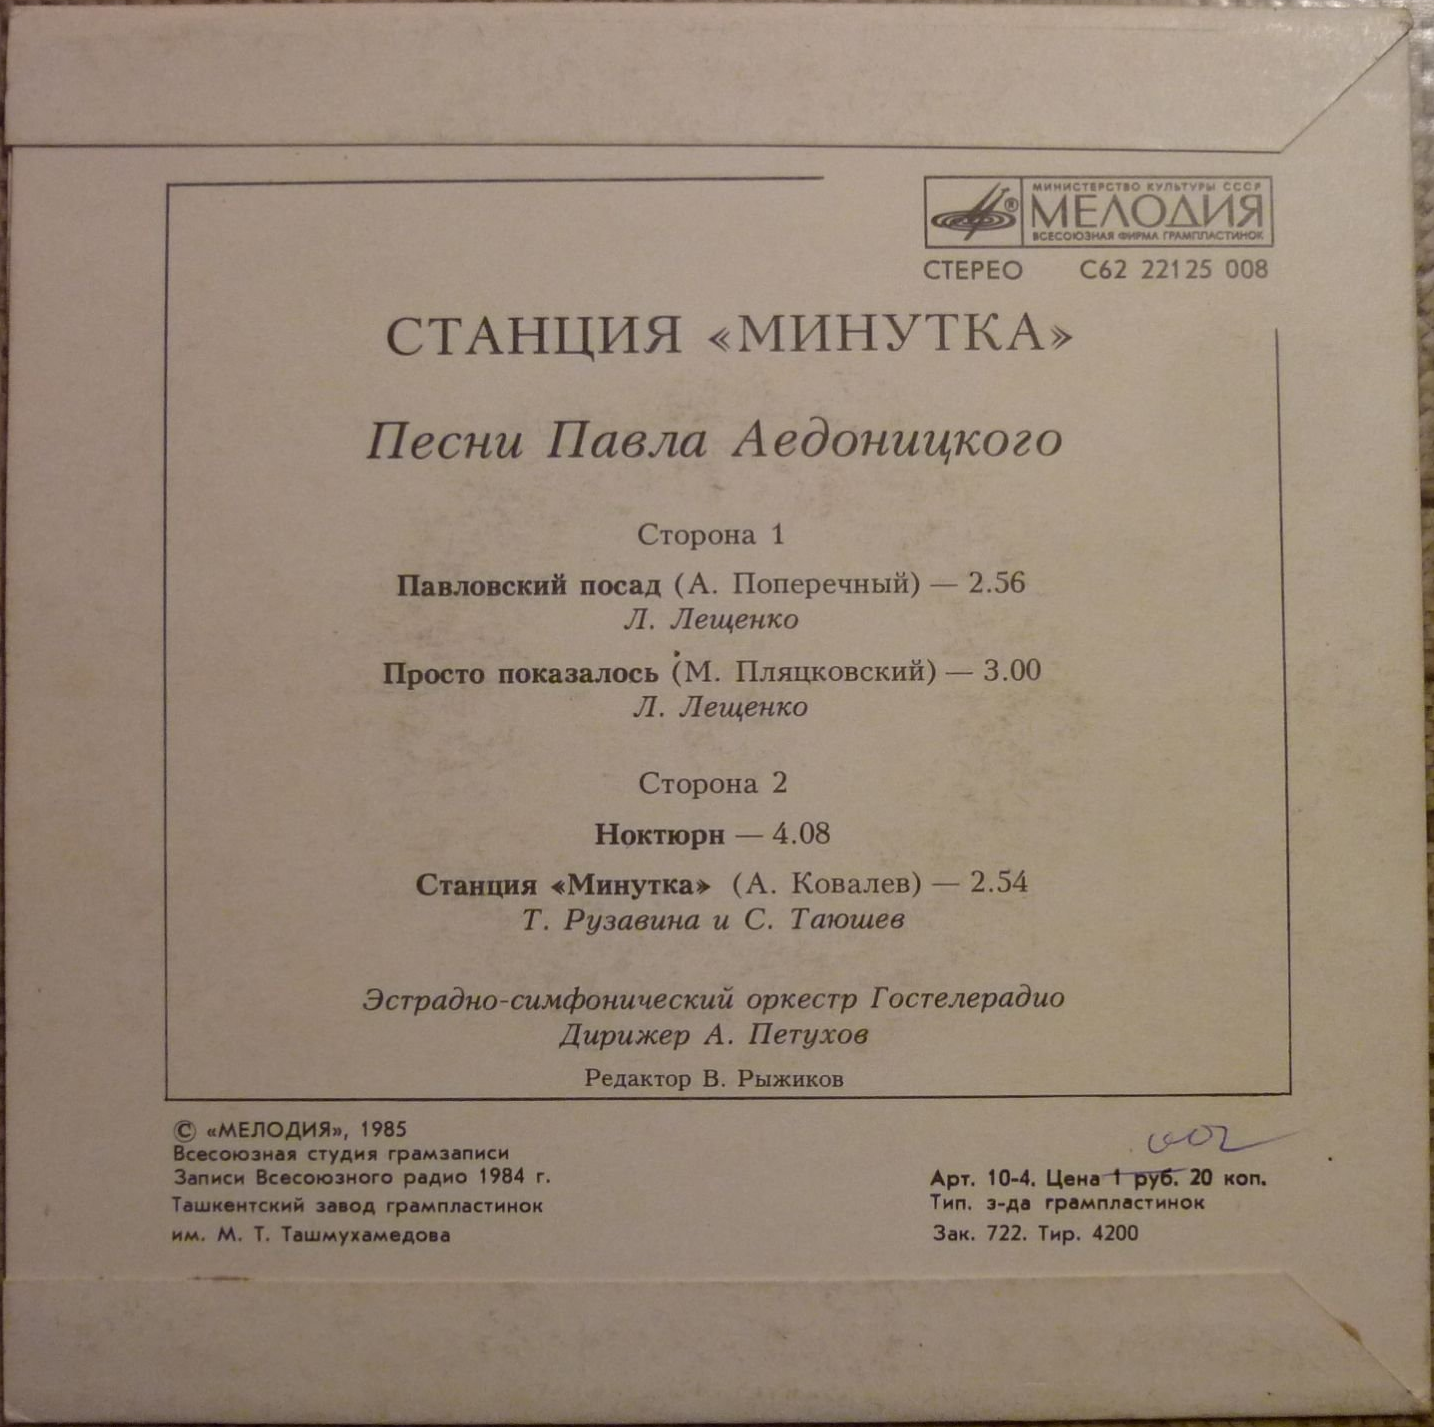 МИНИСТЕРСТВО КУЛЬТУРЫ СССР
МЕЛОДИЯ
ВСЕСОЮЗНАЯ ФИРМА ГРАМПЛАСТИНОК
®
СТЕРЕО С62 22125 008
СТАНЦИЯ «МИНУТКА»
Песни Павла Аедоницкого
Сторона 1
Павловский посад (А. Поперечный) — 2.56
Л. Лещенко
Просто показалось (М. Пляцковский) — 3.00
Л. Лещенко
Сторона 2
Ноктюрн — 4.08
Станция «Минутка» (А. Ковалев) — 2.54
Т. Рузавина и С. Таюшев
Эстрадно-симфонический оркестр Гостелерадио
Дирижер А. Петухов
Редактор В. Рыжиков
© «МЕЛОДИЯ», 1985
Всесоюзная студия грамзаписи
Записи Всесоюзного радио 1984 г.
Ташкентский завод грампластинок
им. М. Т. Ташмухамедова
Арт. 10-4. Цена 1 руб. 20 коп.
Тип. з-да грампластинок
Зак. 722. Тир. 4200